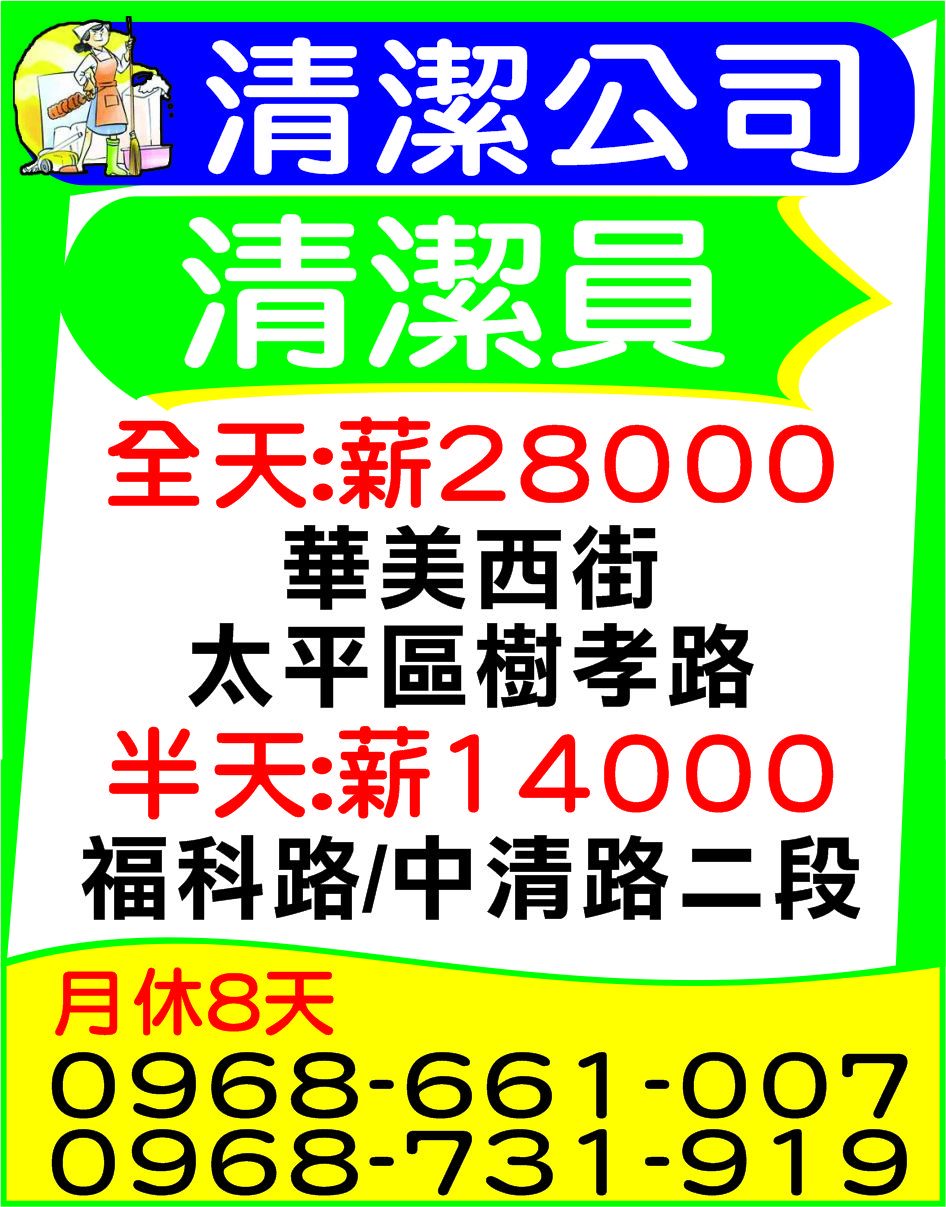 清潔公司
清潔員
全天:薪28000
華美西街
太平區樹孝路
半天:薪14000
福科路/中清路二段
月休8天
0968-661-007
0968-731-919